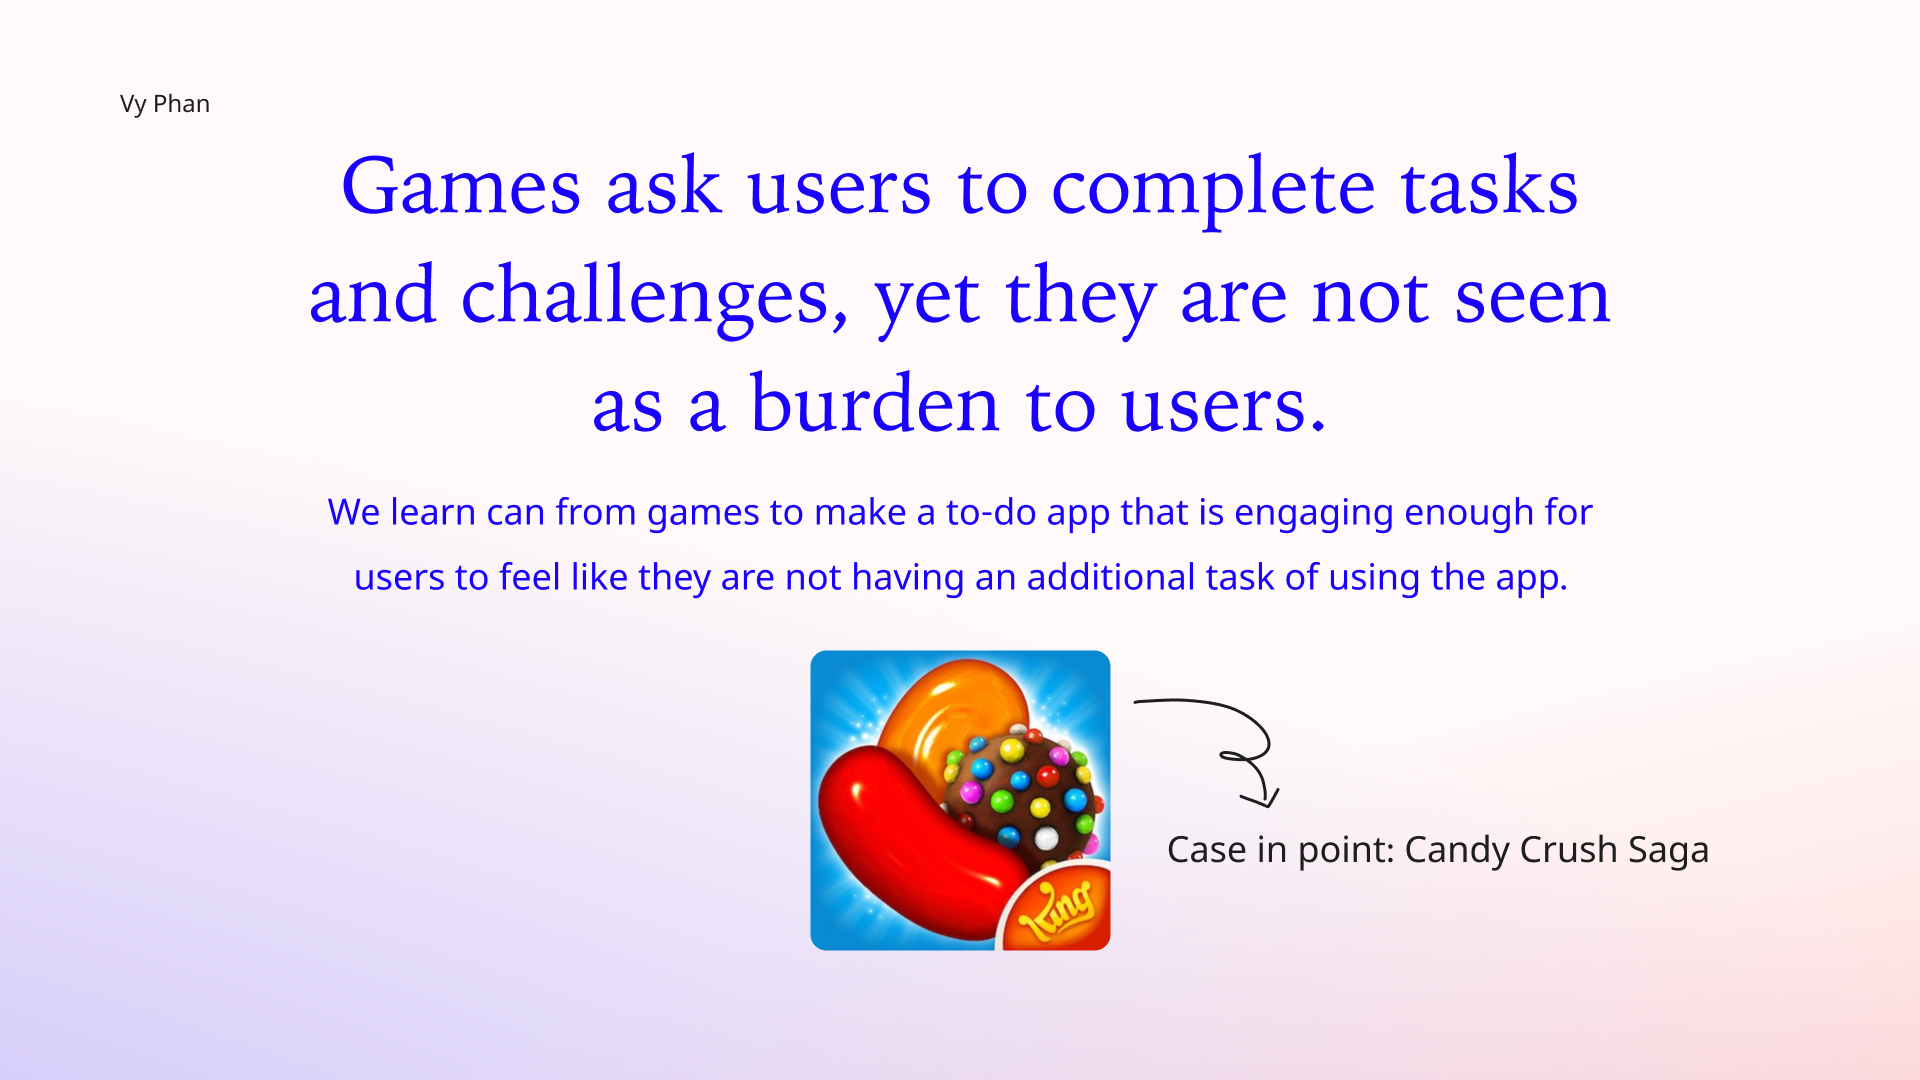 Vy Phan
Games ask users to complete tasks
and challenges, yet they are not seen
as a burden to users.
We learn can from games to make a to-do app that is engaging enough for
users to feel like they are not having an additional task of using the app.
King
Case in point: Candy Crush Saga